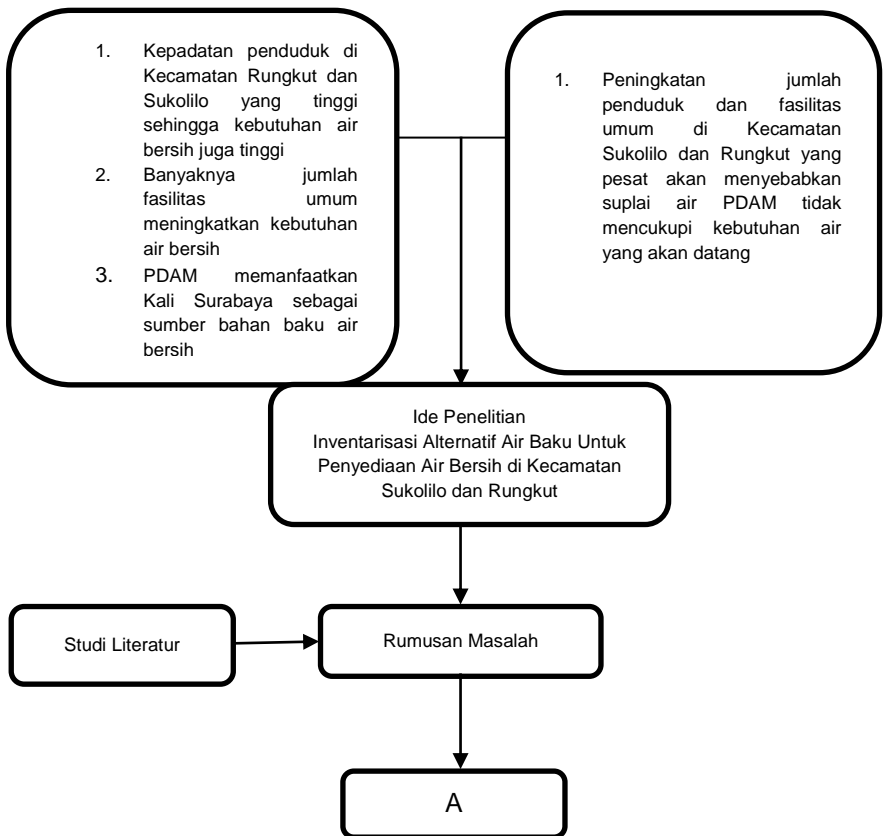 1. Kepadatan penduduk di
Kecamatan Rungkut dan
Sukolilo yang tinggi
sehingga kebutuhan air
bersih juga tinggi
2. Banyaknya jumlah
fasilitas umum
meningkatkan kebutuhan
air bersih
3. PDAM memanfaatkan
Kali Surabaya sebagai
sumber bahan baku air
bersih
1. Peningkatan jumlah
penduduk dan fasilitas
umum di Kecamatan
Sukolilo dan Rungkut yang
pesat akan menyebabkan
suplai air PDAM tidak
mencukupi kebutuhan air
yang akan datang
Ide Penelitian
Inventarisasi Alternatif Air Baku Untuk
Penyediaan Air Bersih di Kecamatan
Sukolilo dan Rungkut
Studi Literatur
Rumusan Masalah
A